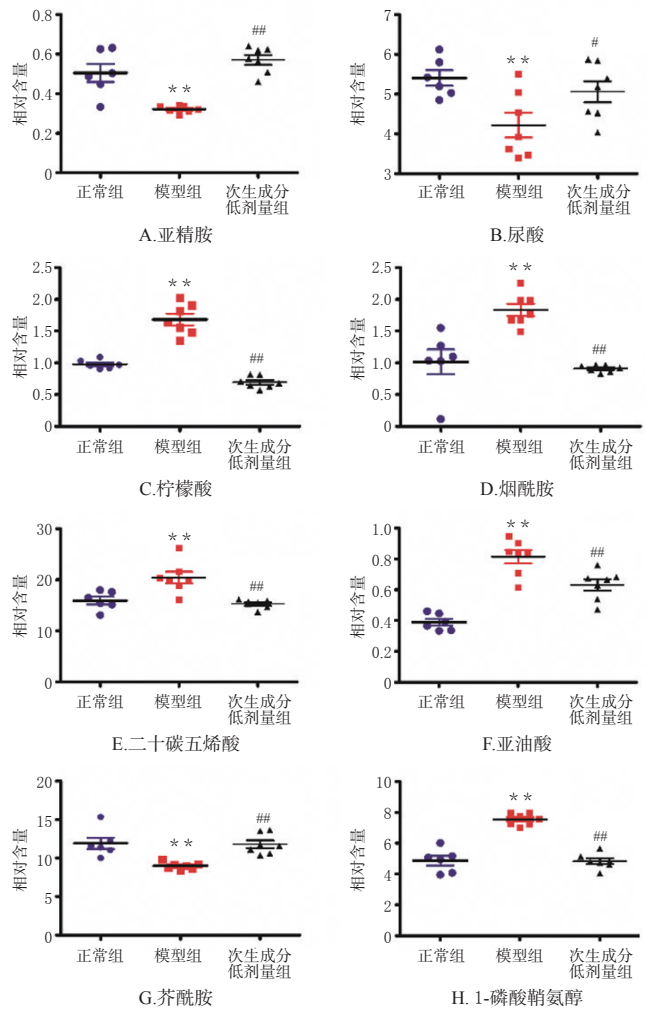 0.8
0.6
0.4
0.2
0
相对含量
* *
##
正常组 模型组 次生成分
低剂量组
A.亚精胺
7
6
5
4
3
相对含量
* *
#
正常组 模型组 次生成分
低剂量组
B.尿酸
2.5
2.0
1.5
1.0
0.5
0
相对含量
* *
##
正常组 模型组 次生成分
低剂量组
C.柠檬酸
2.5
2.0
1.5
1.0
0.5
0
相对含量
* *
##
正常组 模型组 次生成分
低剂量组
D.烟酰胺
30
20
10
0
相对含量
* *
##
正常组 模型组 次生成分
低剂量组
E.二十碳五烯酸
1.0
0.8
0.6
0.4
0.2
0
相对含量
* *
##
正常组 模型组 次生成分
低剂量组
F.亚油酸
20
15
10
5
0
相对含量
* *
##
正常组 模型组 次生成分
低剂量组
G.芥酰胺
10
8
6
4
2
0
相对含量
* *
##
正常组 模型组 次生成分
低剂量组
H. 1-磷酸鞘氨醇